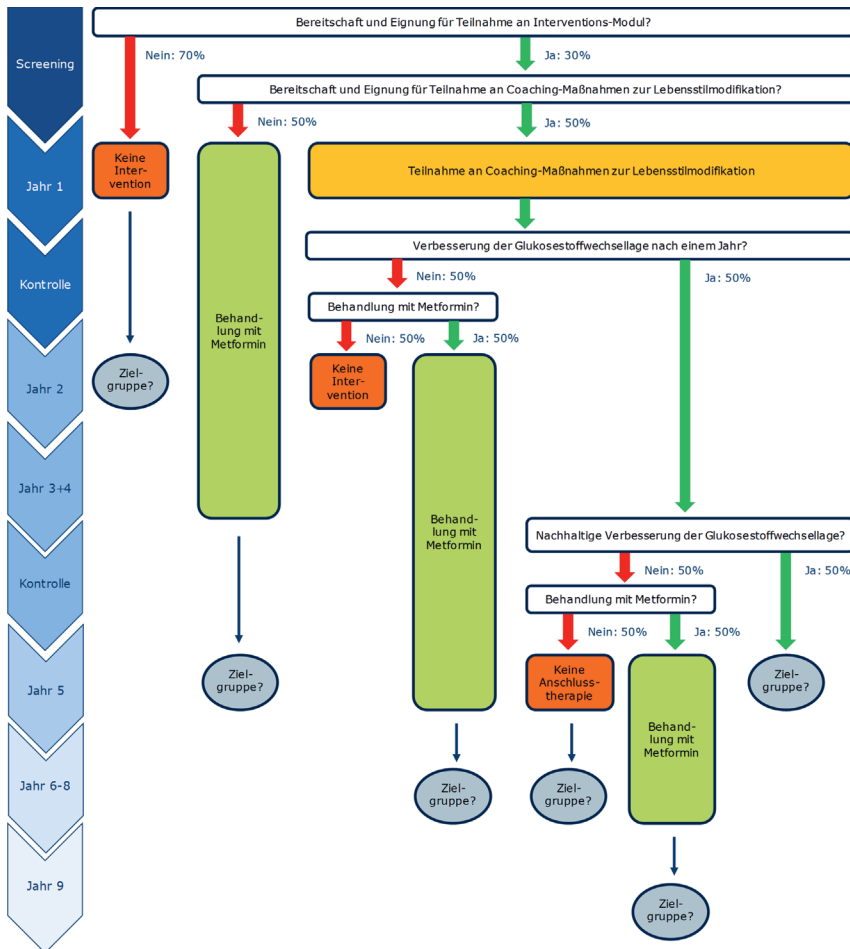 Bereitschaft und Eignung für Teilnahme an Interventions-Modul?
Screening
Nein: 70%
Ja: 30%
Bereitschaft und Eignung für Teilnahme an Coaching-Maßnahmen zur Lebensstilmodifikation?
Nein: 50%
Ja: 50%
Jahr 1
Keine
Inter-
vention
Teilnahme an Coaching-Maßnahmen zur Lebensstilmodifikation
Verbesserung der Glukosestoffwechsellage nach einem Jahr?
Kontrolle
Nein: 50%
Ja: 50%
Behandlung mit Metformin?
Behand-
lung mit
Metformin
Nein: 50%
Ja: 50%
Jahr 2
Ziel-
gruppe?
Keine
Inter-
vention
Jahr 3+4
Behand-
lung mit
Metformin
Nachhaltige Verbesserung der Glukosestoffwechsellage?
Kontrolle
Nein: 50%
Ja: 50%
Behandlung mit Metformin?
Nein: 50%
Ja: 50%
Jahr 5
Ziel-
gruppe?
Keine
Anschluss-
therapie
Ziel-
gruppe?
Behand-
lung mit
Metformin
Jahr 6-8
Ziel-
gruppe?
Ziel-
gruppe?
Jahr 9
Ziel-
gruppe?